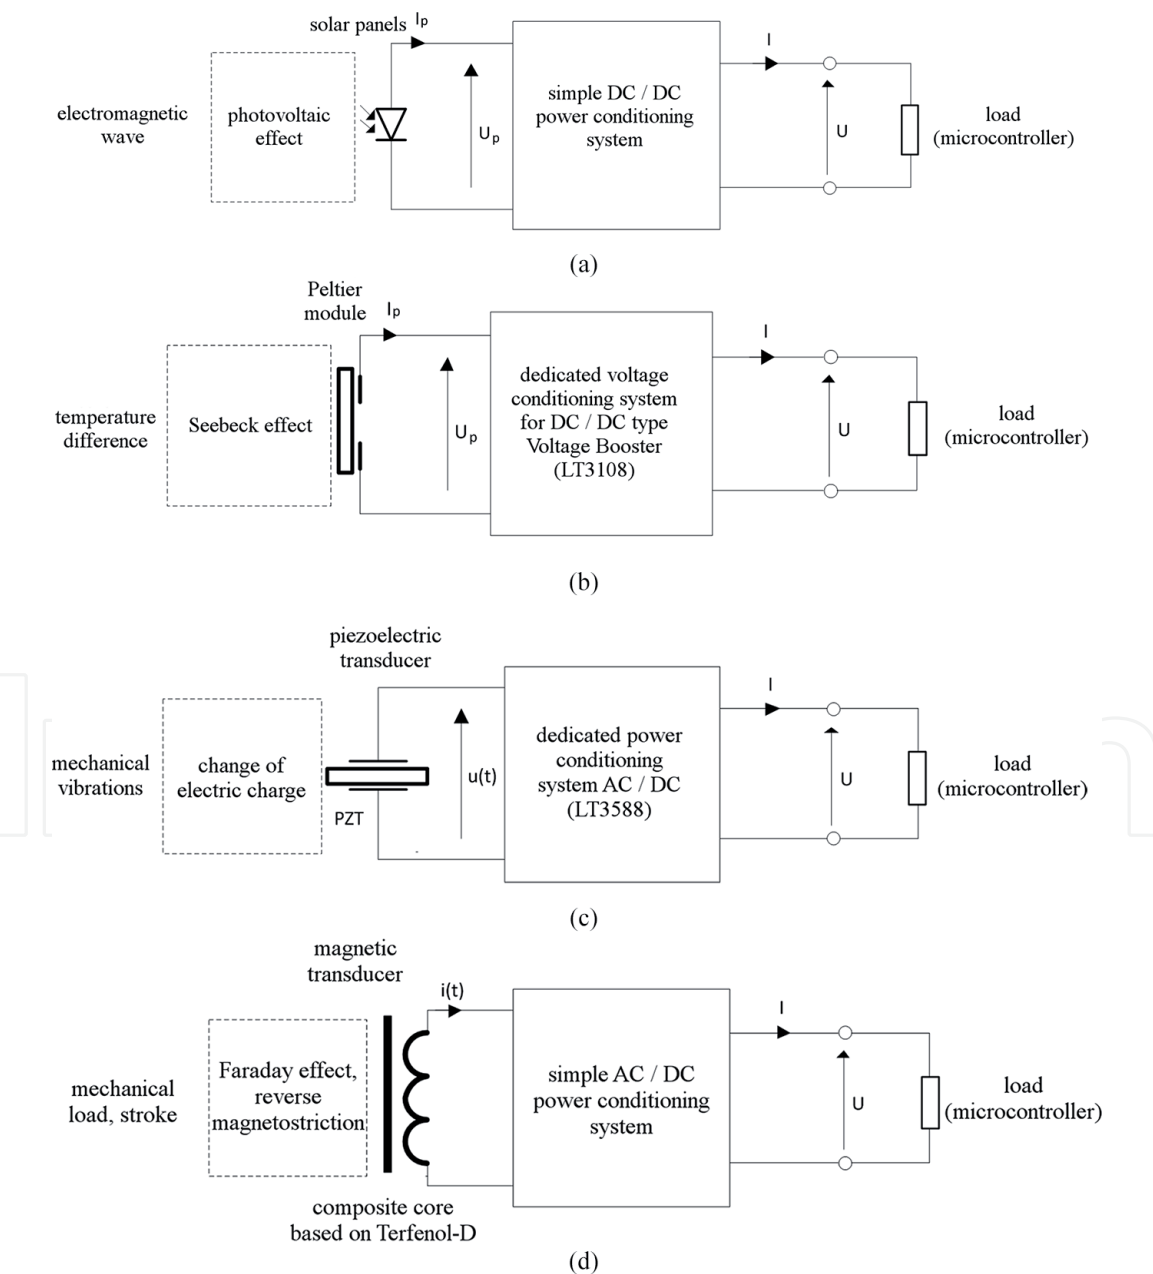 solar panels
Iₚ
electromagnetic
wave
photovoltaic
effect
Uₚ
simple DC / DC
power conditioning
system
I
U
load
(microcontroller)
(a)
Peltier
module
Iₚ
temperature
difference
Seebeck effect
Uₚ
dedicated voltage
conditioning system
for DC / DC type
Voltage Booster
(LT3108)
I
U
load
(microcontroller)
(b)
piezoelectric
transducer
mechanical
vibrations
change of
electric charge
PZT
u(t)
dedicated power
conditioning
system AC / DC
(LT3588)
I
U
load
(microcontroller)
(c)
magnetic
transducer
i(t)
mechanical
load, stroke
Faraday effect,
reverse
magnetostriction
composite core
based on Terfenol-D
simple AC / DC
power conditioning
system
I
U
load
(microcontroller)
(d)